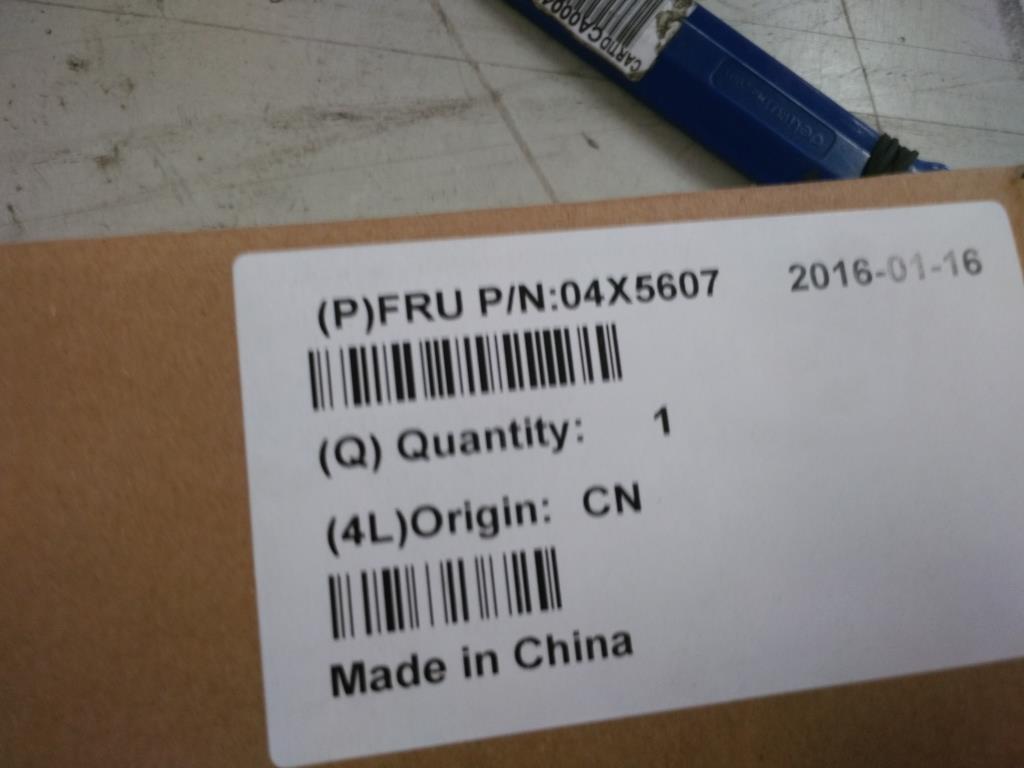 (P)FRU P/N:04X5607 2016-01-16
(Q) Quantity: 1
(4L)Origin: CN
Made in China